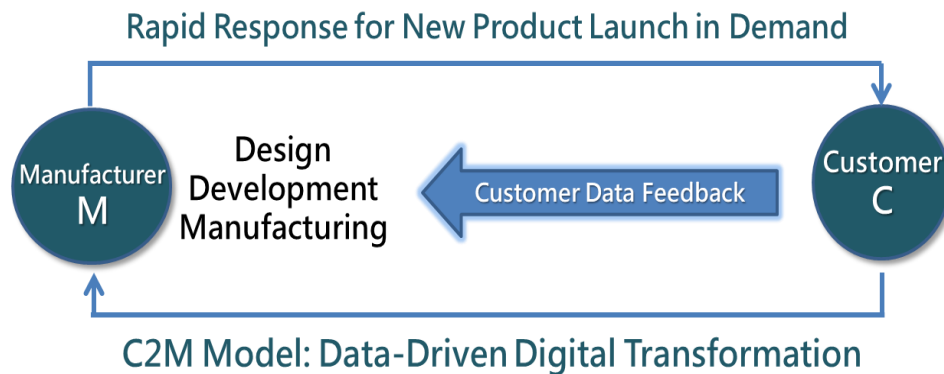 Rapid Response for New Product Launch in Demand
Manufacturer
M
Design
Development
Manufacturing
Customer Data Feedback
Customer
C
C2M Model: Data-Driven Digital Transformation